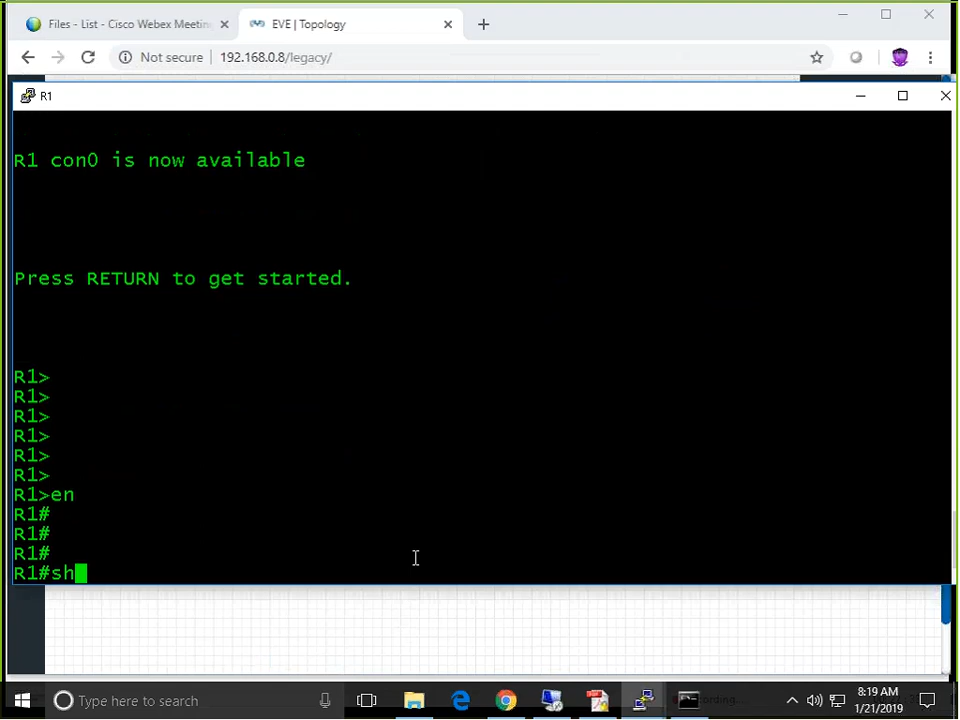 Files - List - Cisco Webex Meeting
EVE | Topology
Not secure
192.168.0.8/legacy/
R1
R1 con0 is now available
Press RETURN to get started.
R1>
R1>
R1>
R1>
R1>
R1>
R1>en
R1#
R1#
R1#
R1#sh
Type here to search
cording...
8:19 AM
1/21/2019